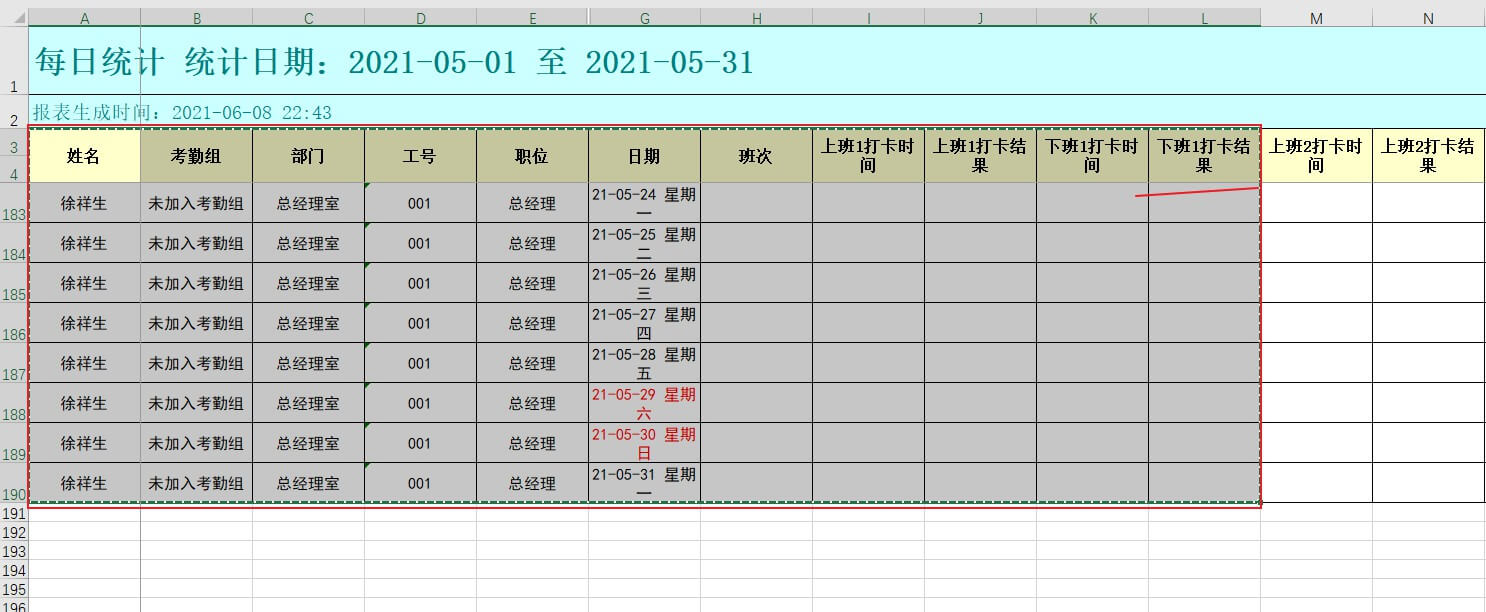 A B C D E G H I J K L M N
1 每日统计 统计日期：2021-05-01 至 2021-05-31
2 报表生成时间：2021-06-08 22:43
3
4
姓名 考勤组 部门 工号 职位 日期 班次 上班1打卡时间 上班1打卡结果 下班1打卡时间 下班1打卡结果 上班2打卡时间 上班2打卡结果
183 徐祥生 未加入考勤组 总经理室 001 总经理 21-05-24 星期一
184 徐祥生 未加入考勤组 总经理室 001 总经理 21-05-25 星期二
185 徐祥生 未加入考勤组 总经理室 001 总经理 21-05-26 星期三
186 徐祥生 未加入考勤组 总经理室 001 总经理 21-05-27 星期四
187 徐祥生 未加入考勤组 总经理室 001 总经理 21-05-28 星期五
188 徐祥生 未加入考勤组 总经理室 001 总经理 21-05-29 星期六
189 徐祥生 未加入考勤组 总经理室 001 总经理 21-05-30 星期日
190 徐祥生 未加入考勤组 总经理室 001 总经理 21-05-31 星期一
191
192
193
194
195
196